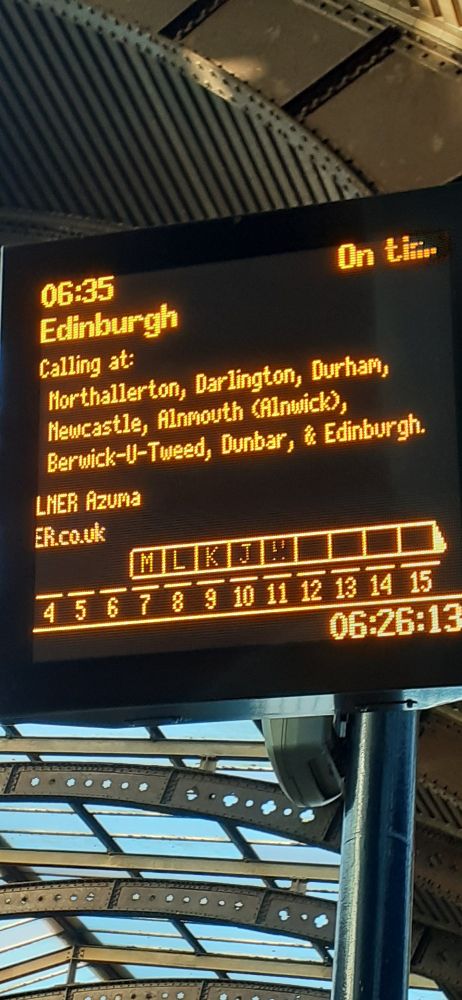 On
06:35
Edinburgh
Calling at:
Northallerton, Darlington, Durham,
Newcastle, Alnmouth (Alnwick),
Berwick-U-Tweed, Dunbar, & Edinburgh.
LNER Azuma
ER.co.uk
M L K J
4 5 6 7 8 9 10 11 12 13 14 15
06:26:13